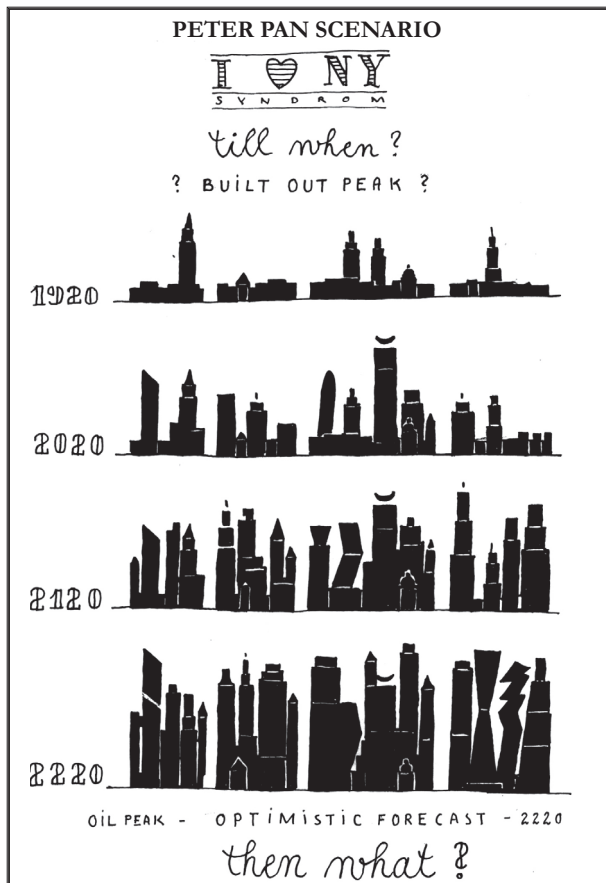 PETER PAN SCENARIO
I ♥ NY
SYNDROM
till when?
? BUILT OUT PEAK ?
1920
2020
2120
2220
OIL PEAK - OPTIMISTIC FORECAST - 2220
then what ?